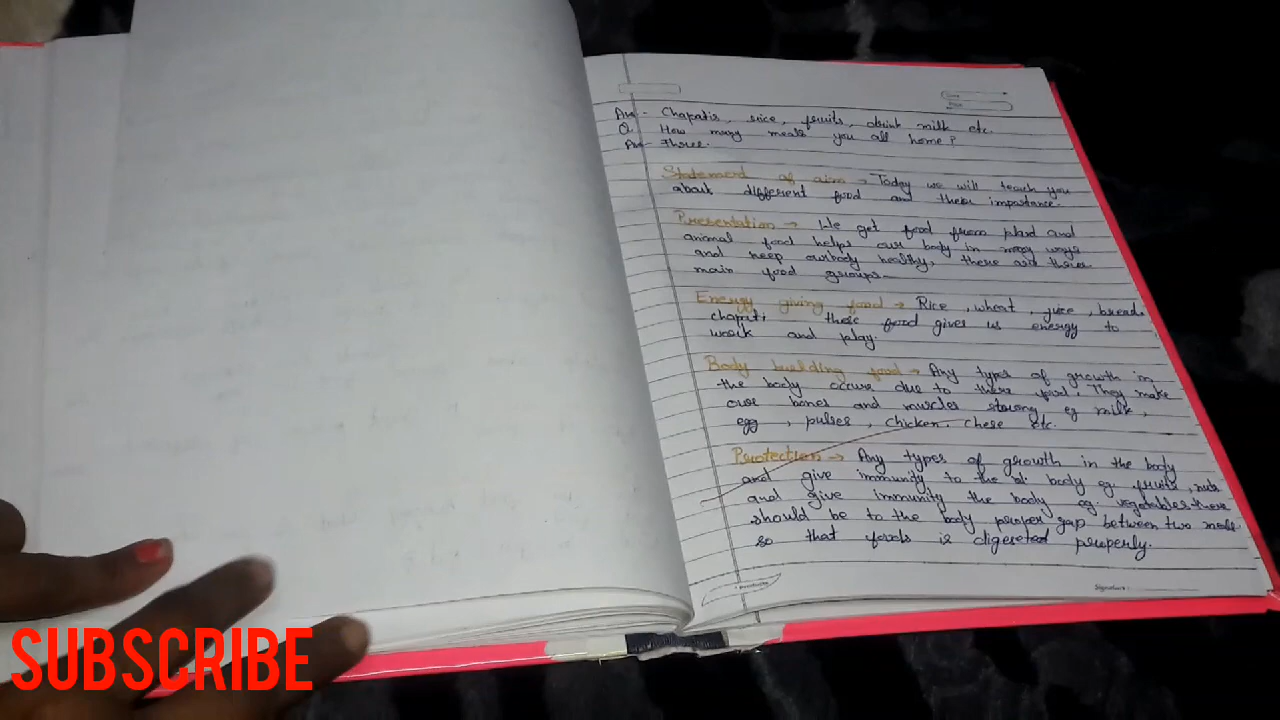 Date
Page
Ans- Chapatis, rice, fruits, drink milk etc.
Q. How many meals you all home?
Ans- Three.
Statement of aim → Today we will teach you
about different food and their importance.
Presentation → We get food from plant and
animal food helps our body in many ways
and keep ourbody healthy, there are three
main food groups-
Energy giving food → Rice, wheat, juice, bread.
chapati these food gives us energy to
work and play.
Body building food → Any types of growth in
the body occurs due to these food. They make
our bones and muscles strong eg milk,
egg, pulses, chicken, chese etc.
Protection → Any types of growth in the body
and give immunity to the body eg fruits, nuts
and give immunity the body eg vegetables there
should be to the body proper gap between two meals
so that foods is digeseted properly.
Signature
SUBSCRIBE